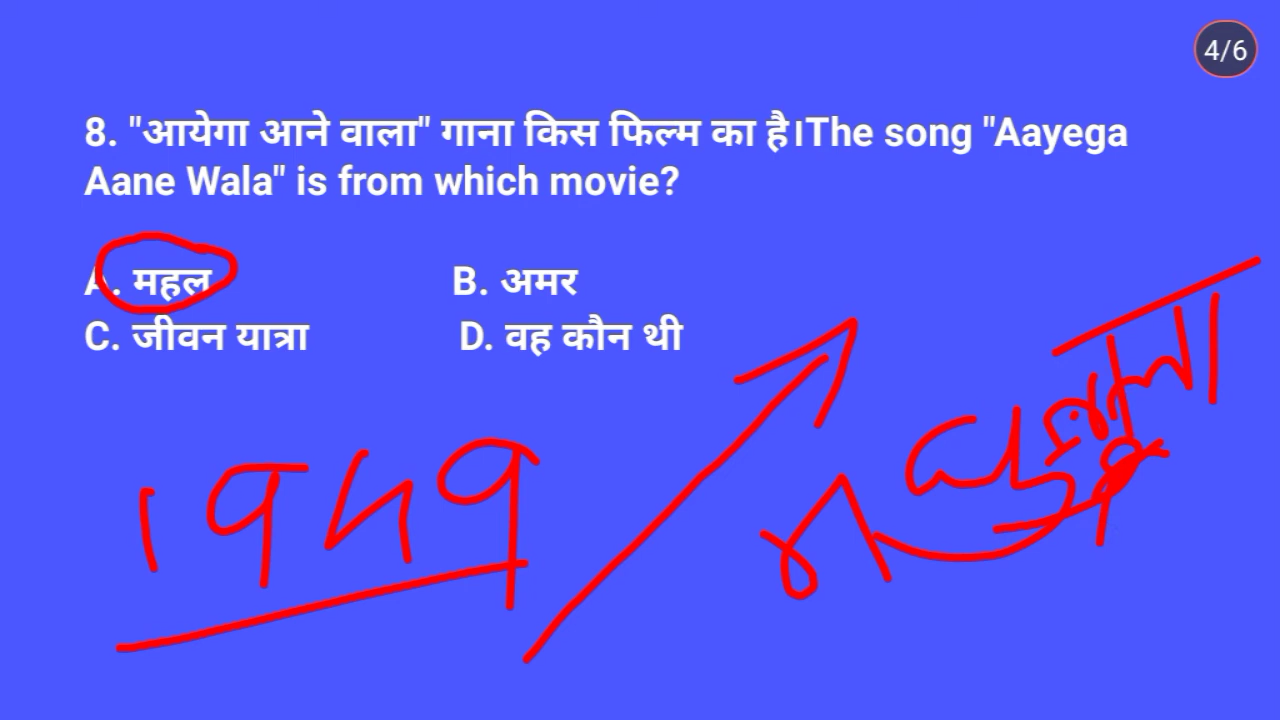 4/6
8. "आयेगा आने वाला" गाना किस फिल्म का है।The song "Aayega
Aane Wala" is from which movie?
A. महल
B. अमर
C. जीवन यात्रा
D. वह कौन थी
1949